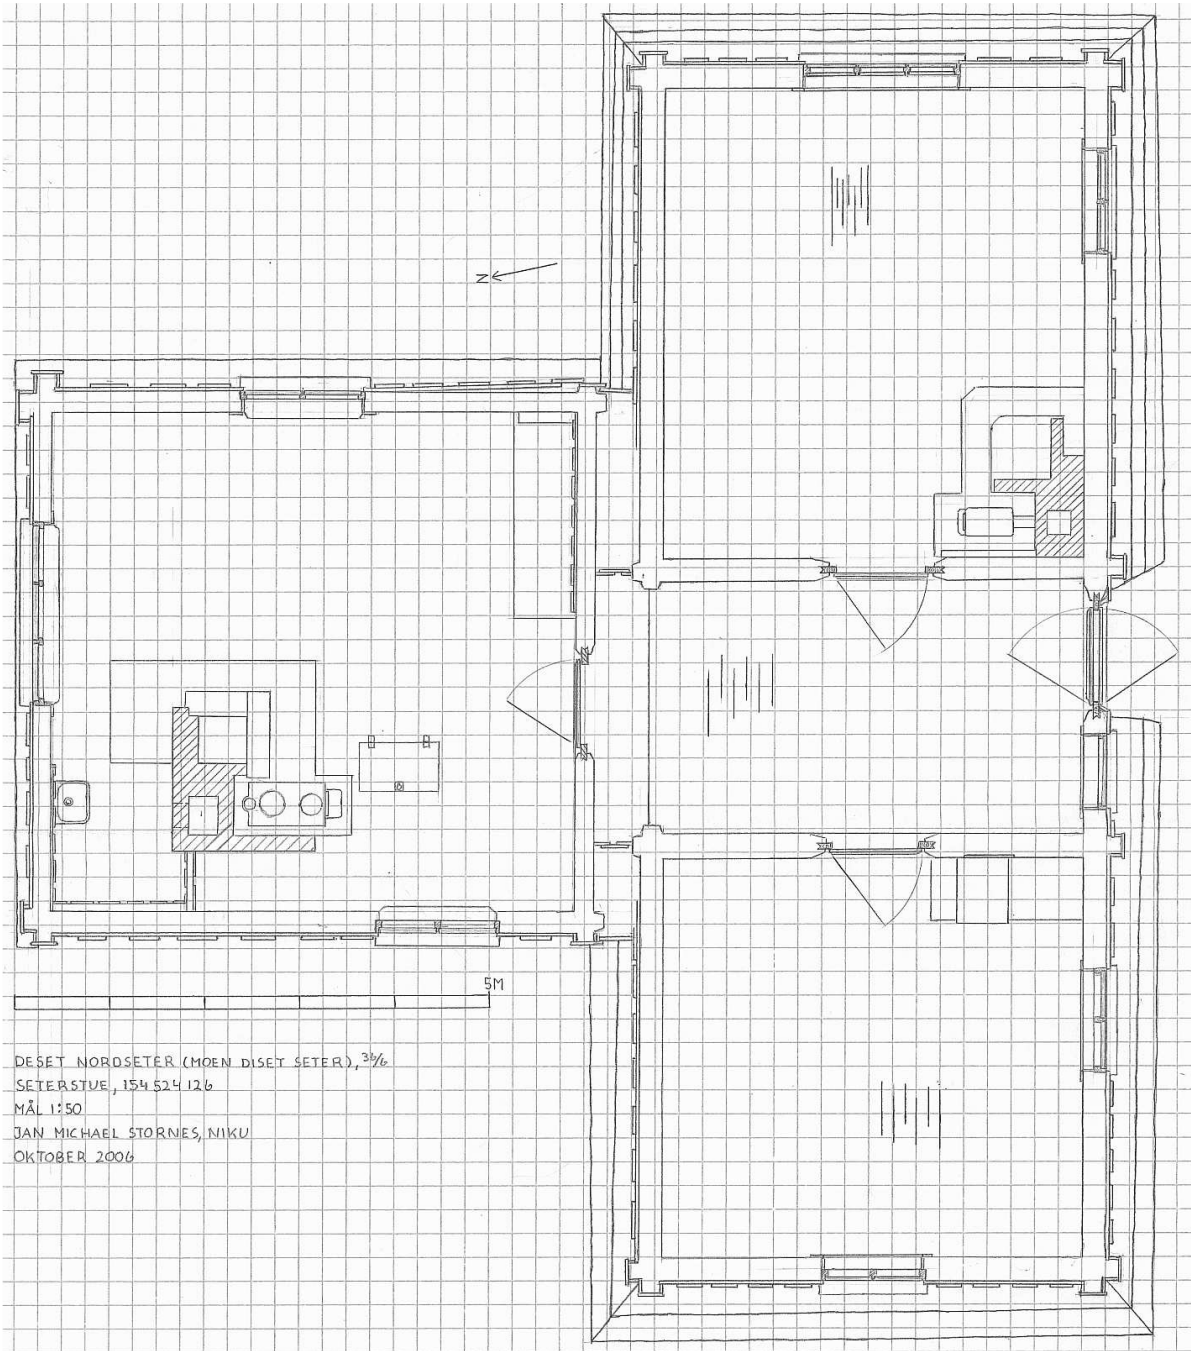 N
5M
DESET NORDSETER (MOEN DISET SETER), 36/6
SETERSTUE, 154 524 126
MÅL 1:50
JAN MICHAEL STORNES, NIKU
OKTOBER 2006